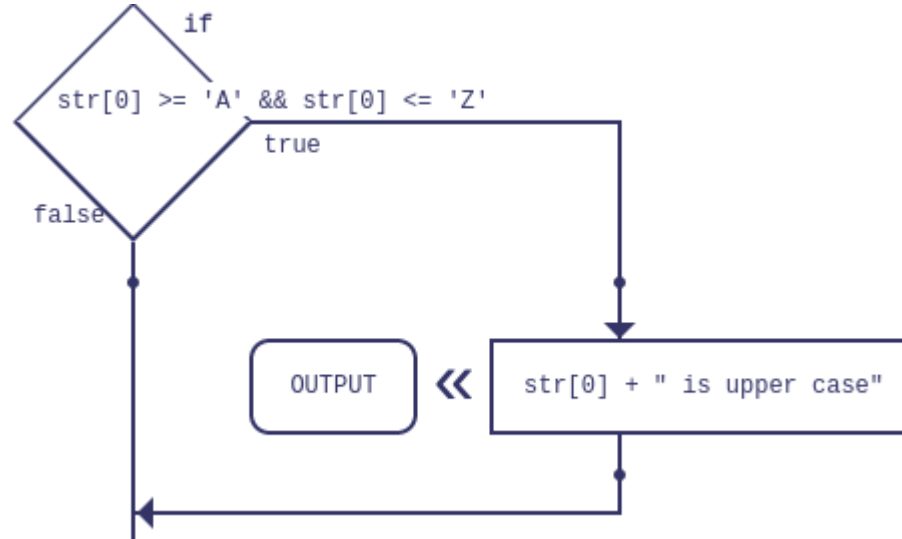 if
str[0] >= 'A' && str[0] <= 'Z'
true
false
OUTPUT « str[0] + " is upper case"